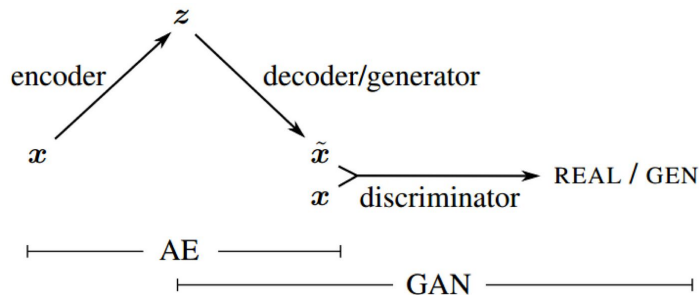 z
encoder
decoder/generator
x
x̃
x
discriminator
REAL / GEN
AE
GAN